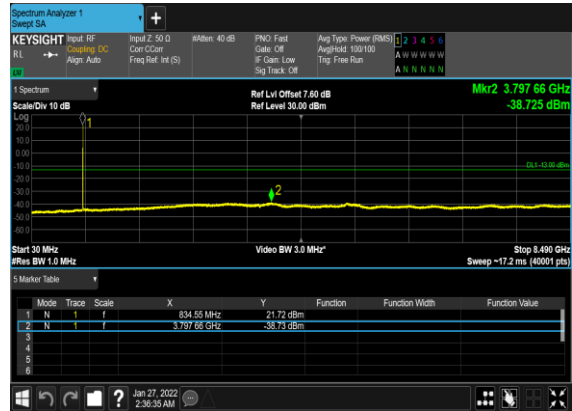 Spectrum Analyzer 1
Swept SA
+
KEYSIGHT Input: RF Input Z: 50 Ω #Atten: 40 dB PNO: Fast Avg Type: Power (RMS) 1 2 3 4 5 6
RL Coupling: DC Corr CCorr Gate: Off Avg|Hold: 100/100 A W W W W W
Align: Auto Freq Ref: Int (S) IF Gain: Low Trig: Free Run
LW Sig Track: Off A N N N N N
1 Spectrum Ref Lvl Offset 7.60 dB Mkr2 3.797 66 GHz
Scale/Div 10 dB Ref Level 30.00 dBm -38.725 dBm
Log
1
20.0
10.0
0.00
-10.0 DL1 -13.00 dBm
-20.0
-30.0 2
-40.0
-50.0
-60.0
Start 30 MHz Video BW 3.0 MHz* Stop 8.490 GHz
#Res BW 1.0 MHz Sweep ~17.2 ms (40001 pts)
5 Marker Table
Mode Trace Scale X Y Function Function Width Function Value
1 N 1 f 834.55 MHz 21.72 dBm
2 N 1 f 3.797 66 GHz -38.73 dBm
3
4
5
6
? Jan 27, 2022
2:36:35 AM